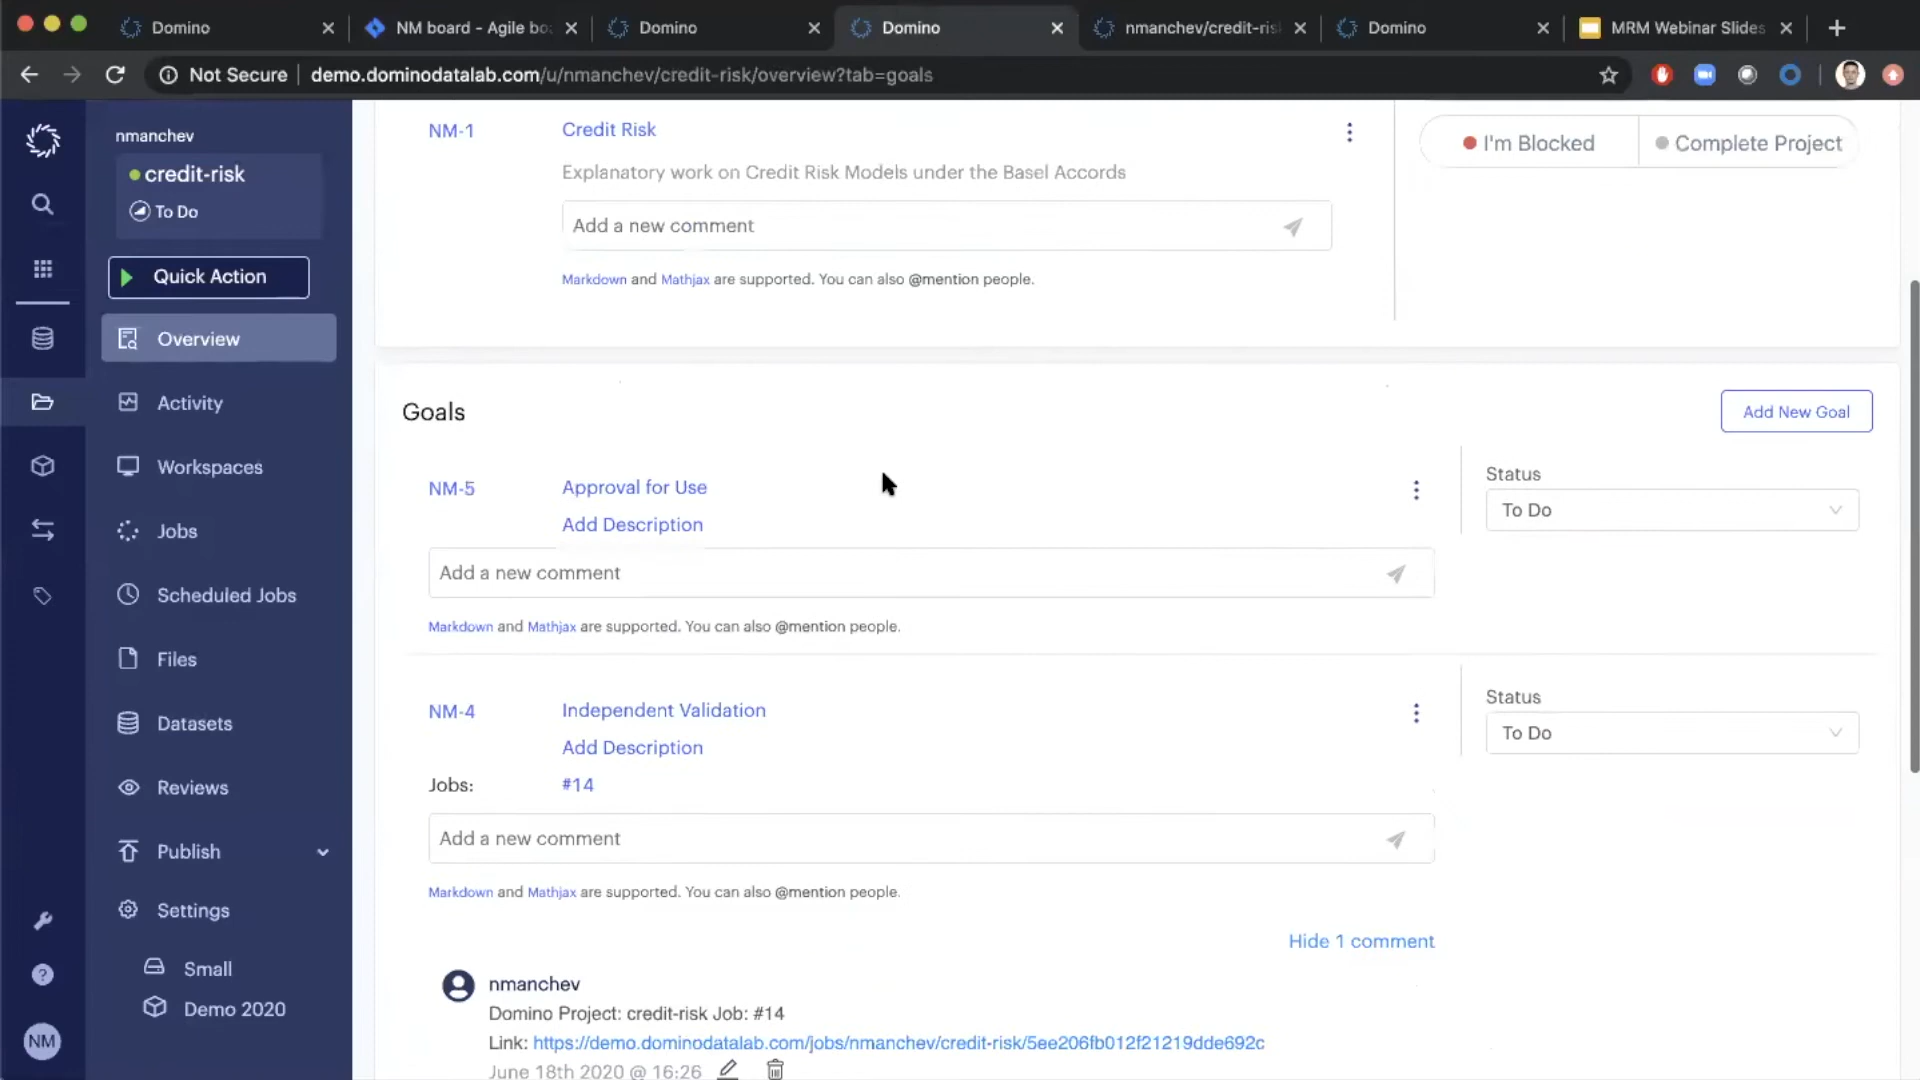 Domino
NM board - Agile bo
Domino
Domino
nmanchev/credit-ris
Domino
MRM Webinar Slides
Not Secure
demo.dominodatalab.com/u/nmanchev/credit-risk/overview?tab=goals
nmanchev
credit-risk
To Do
Quick Action
Overview
Activity
Workspaces
Jobs
Scheduled Jobs
Files
Datasets
Reviews
Publish
Settings
Small
Demo 2020
NM
NM-1 Credit Risk
Explanatory work on Credit Risk Models under the Basel Accords
Add a new comment
Markdown and Mathjax are supported. You can also @mention people.
I'm Blocked
Complete Project
Goals
Add New Goal
NM-5 Approval for Use
Add Description
Add a new comment
Markdown and Mathjax are supported. You can also @mention people.
Status
To Do
NM-4 Independent Validation
Add Description
Jobs: #14
Add a new comment
Markdown and Mathjax are supported. You can also @mention people.
Status
To Do
Hide 1 comment
nmanchev
Domino Project: credit-risk Job: #14
Link: https://demo.dominodatalab.com/jobs/nmanchev/credit-risk/5ee206fb012f21219dde692c
June 18th 2020 @ 16:26